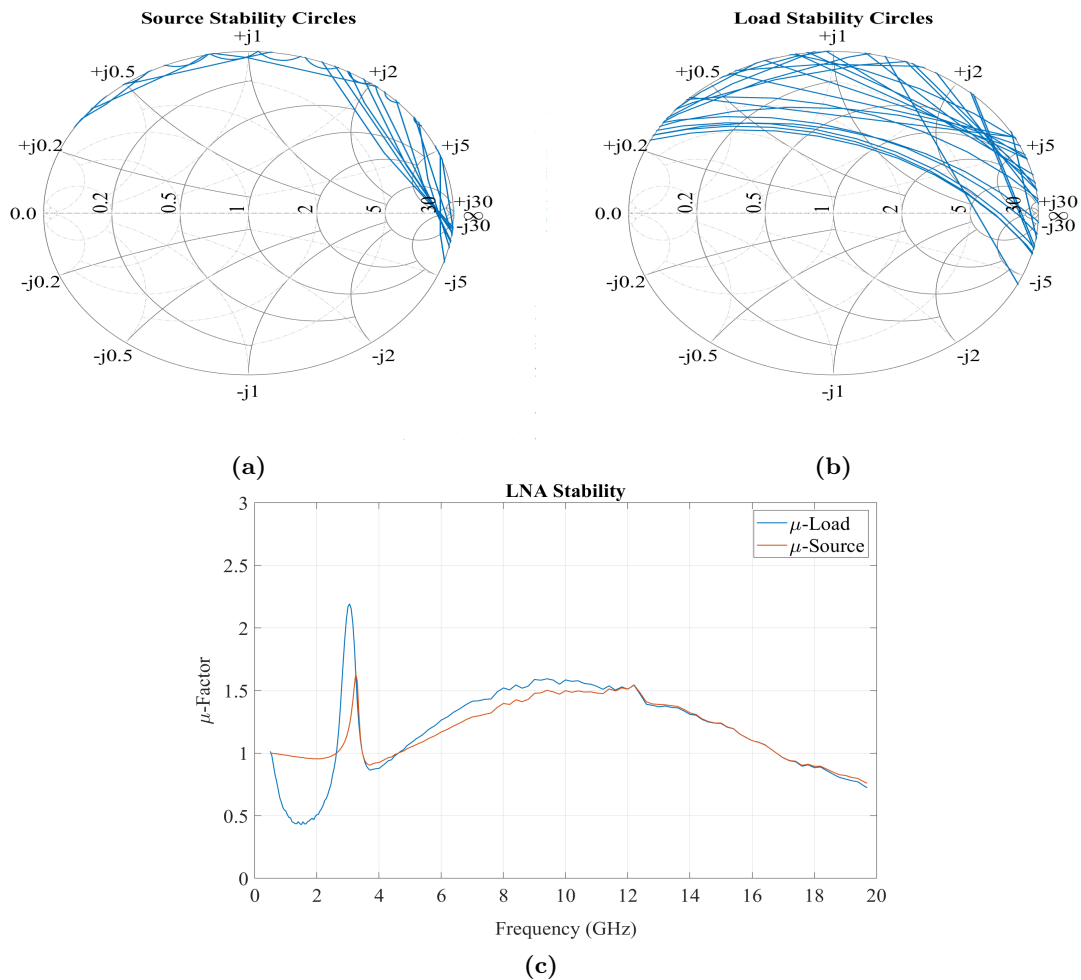 Source Stability Circles
+j1
+j0.5
+j2
+j0.2
+j5
0.0
0.2
0.5
1
2
5
30
+j30
∞
-j30
-j0.2
-j5
-j0.5
-j2
-j1
(a)
Load Stability Circles
+j1
+j0.5
+j2
+j0.2
+j5
0.0
0.2
0.5
1
2
5
30
+j30
∞
-j30
-j0.2
-j5
-j0.5
-j2
-j1
(b)
LNA Stability
3
2.5
2
1.5
1
0.5
0
μ-Factor
μ-Load
μ-Source
0 2 4 6 8 10 12 14 16 18 20
Frequency (GHz)
(c)